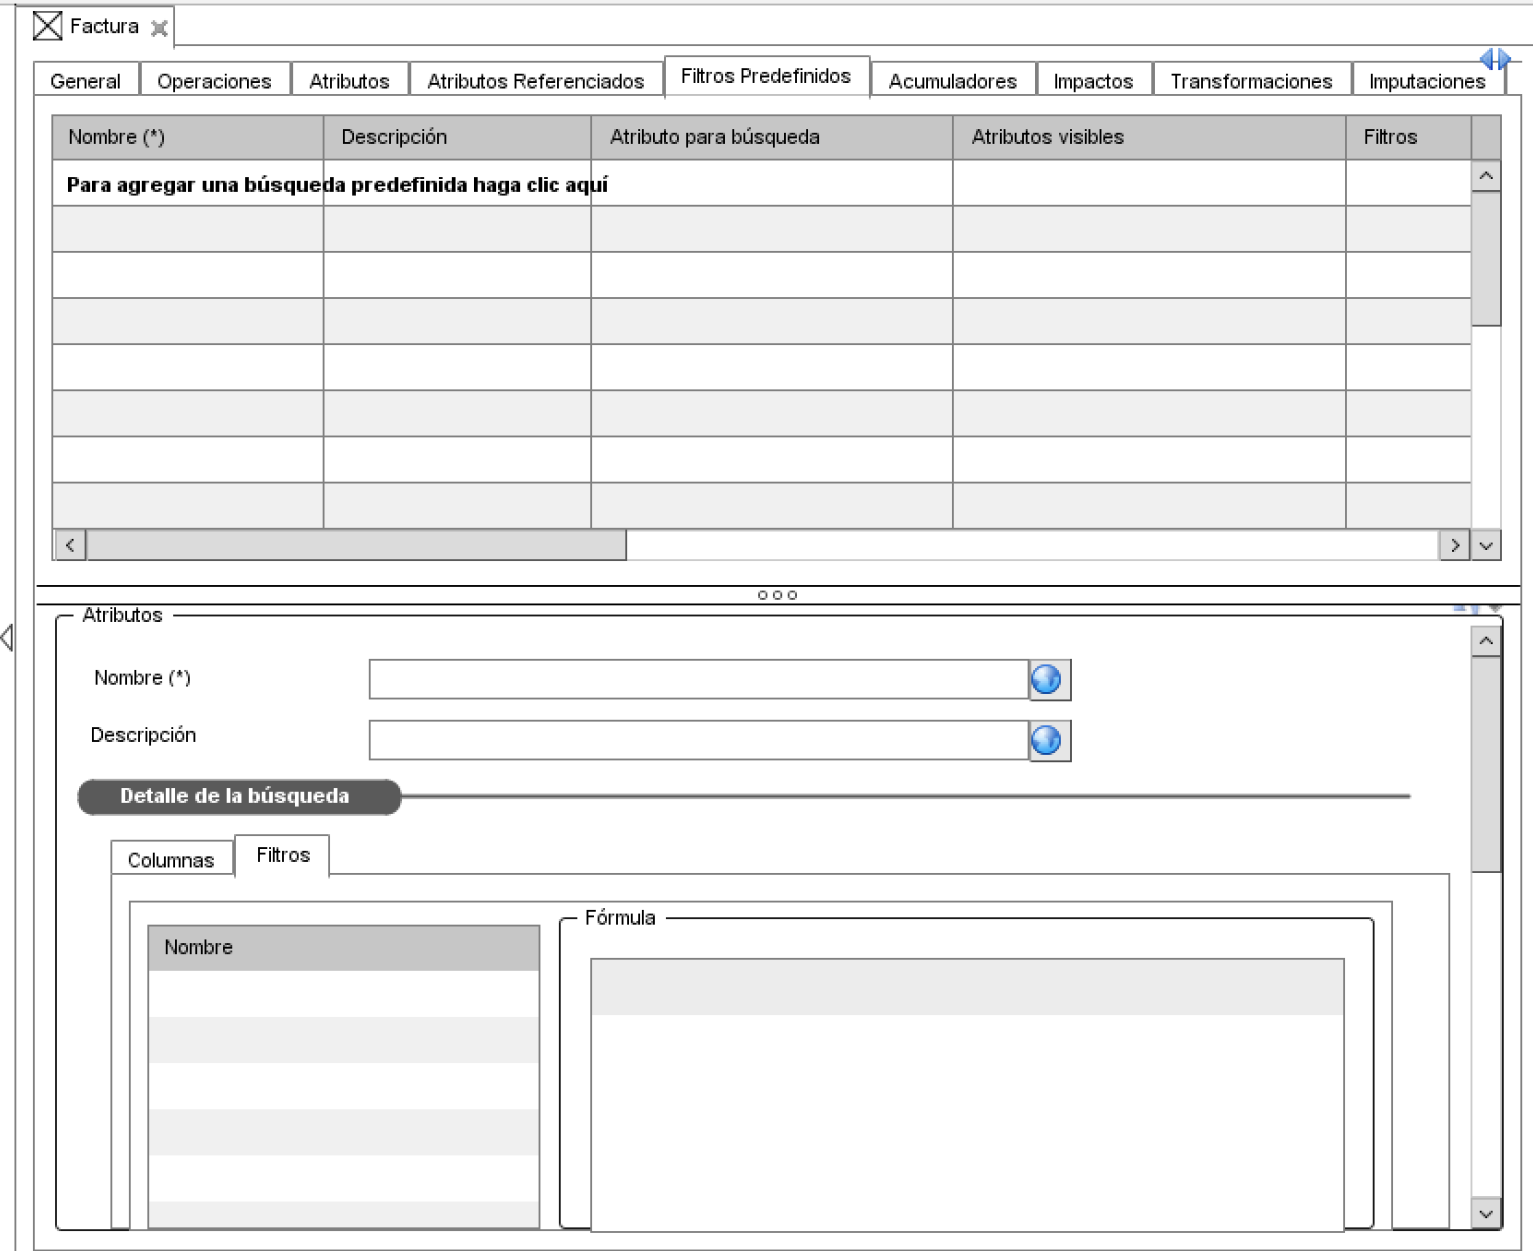 Factura
General Operaciones Atributos Atributos Referenciados Filtros Predefinidos Acumuladores Impactos Transformaciones Imputaciones
Nombre (*) Descripción Atributo para búsqueda Atributos visibles Filtros
Para agregar una búsqueda predefinida haga clic aquí
Atributos
Nombre (*)
Descripción
Detalle de la búsqueda
Columnas Filtros
Fórmula
Nombre